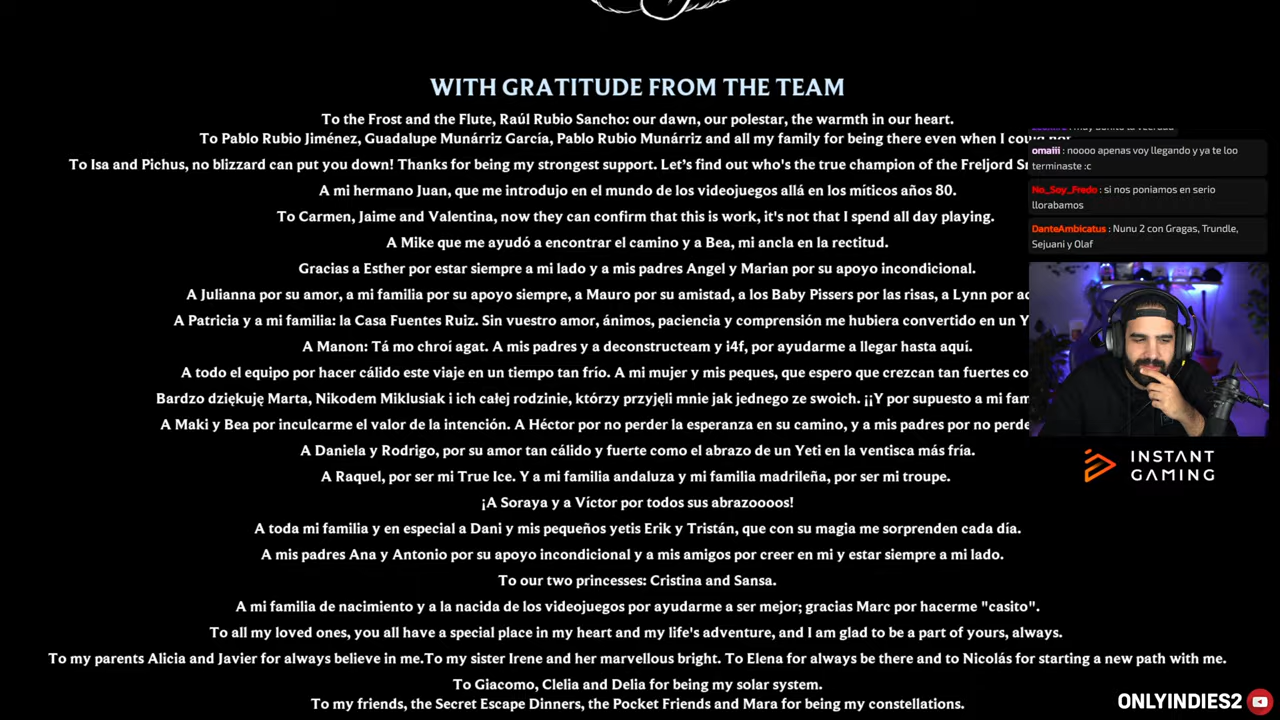 WITH GRATITUDE FROM THE TEAM
To the Frost and the Flute, Raúl Rubio Sancho: our dawn, our polestar, the warmth in our heart.
To Pablo Rubio Jiménez, Guadalupe Munárriz García, Pablo Rubio Munárriz and all my family for being there even when I could not
To Isa and Pichus, no blizzard can put you down! Thanks for being my strongest support. Let's find out who's the true champion of the Freljord
A mi hermano Juan, que me introdujo en el mundo de los videojuegos allá en los míticos años 80.
To Carmen, Jaime and Valentina, now they can confirm that this is work, it's not that I spend all day playing.
A Mike que me ayudó a encontrar el camino y a Bea, mi ancla en la rectitud.
Gracias a Esther por estar siempre a mi lado y a mis padres Angel y Marian por su apoyo incondicional.
A Julianna por su amor, a mi familia por su apoyo siempre, a Mauro por su amistad, a los Baby Pissers por las risas, a Lynn por
A Patricia y a mi familia: la Casa Fuentes Ruiz. Sin vuestro amor, ánimos, paciencia y comprensión me hubiera convertido en un
A Manon: Tá mo chroí agat. A mis padres y a deconstructeam y i4f, por ayudarme a llegar hasta aquí.
A todo el equipo por hacer cálido este viaje en un tiempo tan frío. A mi mujer y mis peques, que espero que crezcan tan fuertes
Bardzo dziękuję Marta, Nikodem Miklusiak i ich całej rodzinie, którzy przyjęli mnie jak jednego ze swoich. ¡¡Y por supuesto a mi
A Maki y Bea por inculcarme el valor de la intención. A Héctor por no perder la esperanza en su camino, y a mis padres por no
A Daniela y Rodrigo, por su amor tan cálido y fuerte como el abrazo de un Yeti en la ventisca más fría.
A Raquel, por ser mi True Ice. Y a mi familia andaluza y mi familia madrileña, por ser mi troupe.
¡A Soraya y a Víctor por todos sus abrazoooos!
A toda mi familia y en especial a Dani y mis pequeños yetis Erik y Tristán, que con su magia me sorprenden cada día.
A mis padres Ana y Antonio por su apoyo incondicional y a mis amigos por creer en mi y estar siempre a mi lado.
To our two princesses: Cristina and Sansa.
A mi familia de nacimiento y a la nacida de los videojuegos por ayudarme a ser mejor; gracias Marc por hacerme "casito".
To all my loved ones, you all have a special place in my heart and my life's adventure, and I am glad to be a part of yours, always.
To my parents Alicia and Javier for always believe in me.To my sister Irene and her marvellous bright. To Elena for always be there and to Nicolás for starting a new path with me.
To Giacomo, Clelia and Delia for being my solar system.
To my friends, the Secret Escape Dinners, the Pocket Friends and Mara for being my constellations.
omaiii : noooo apenas voy llegando y ya te loo
terminaste :c
No_Soy_Fredo : si nos poniamos en serio
llorabamos
DanteAmbicatus : Nunu 2 con Gragas, Trundle,
Sejuani y Olaf
INSTANT
GAMING
ONLYINDIES2